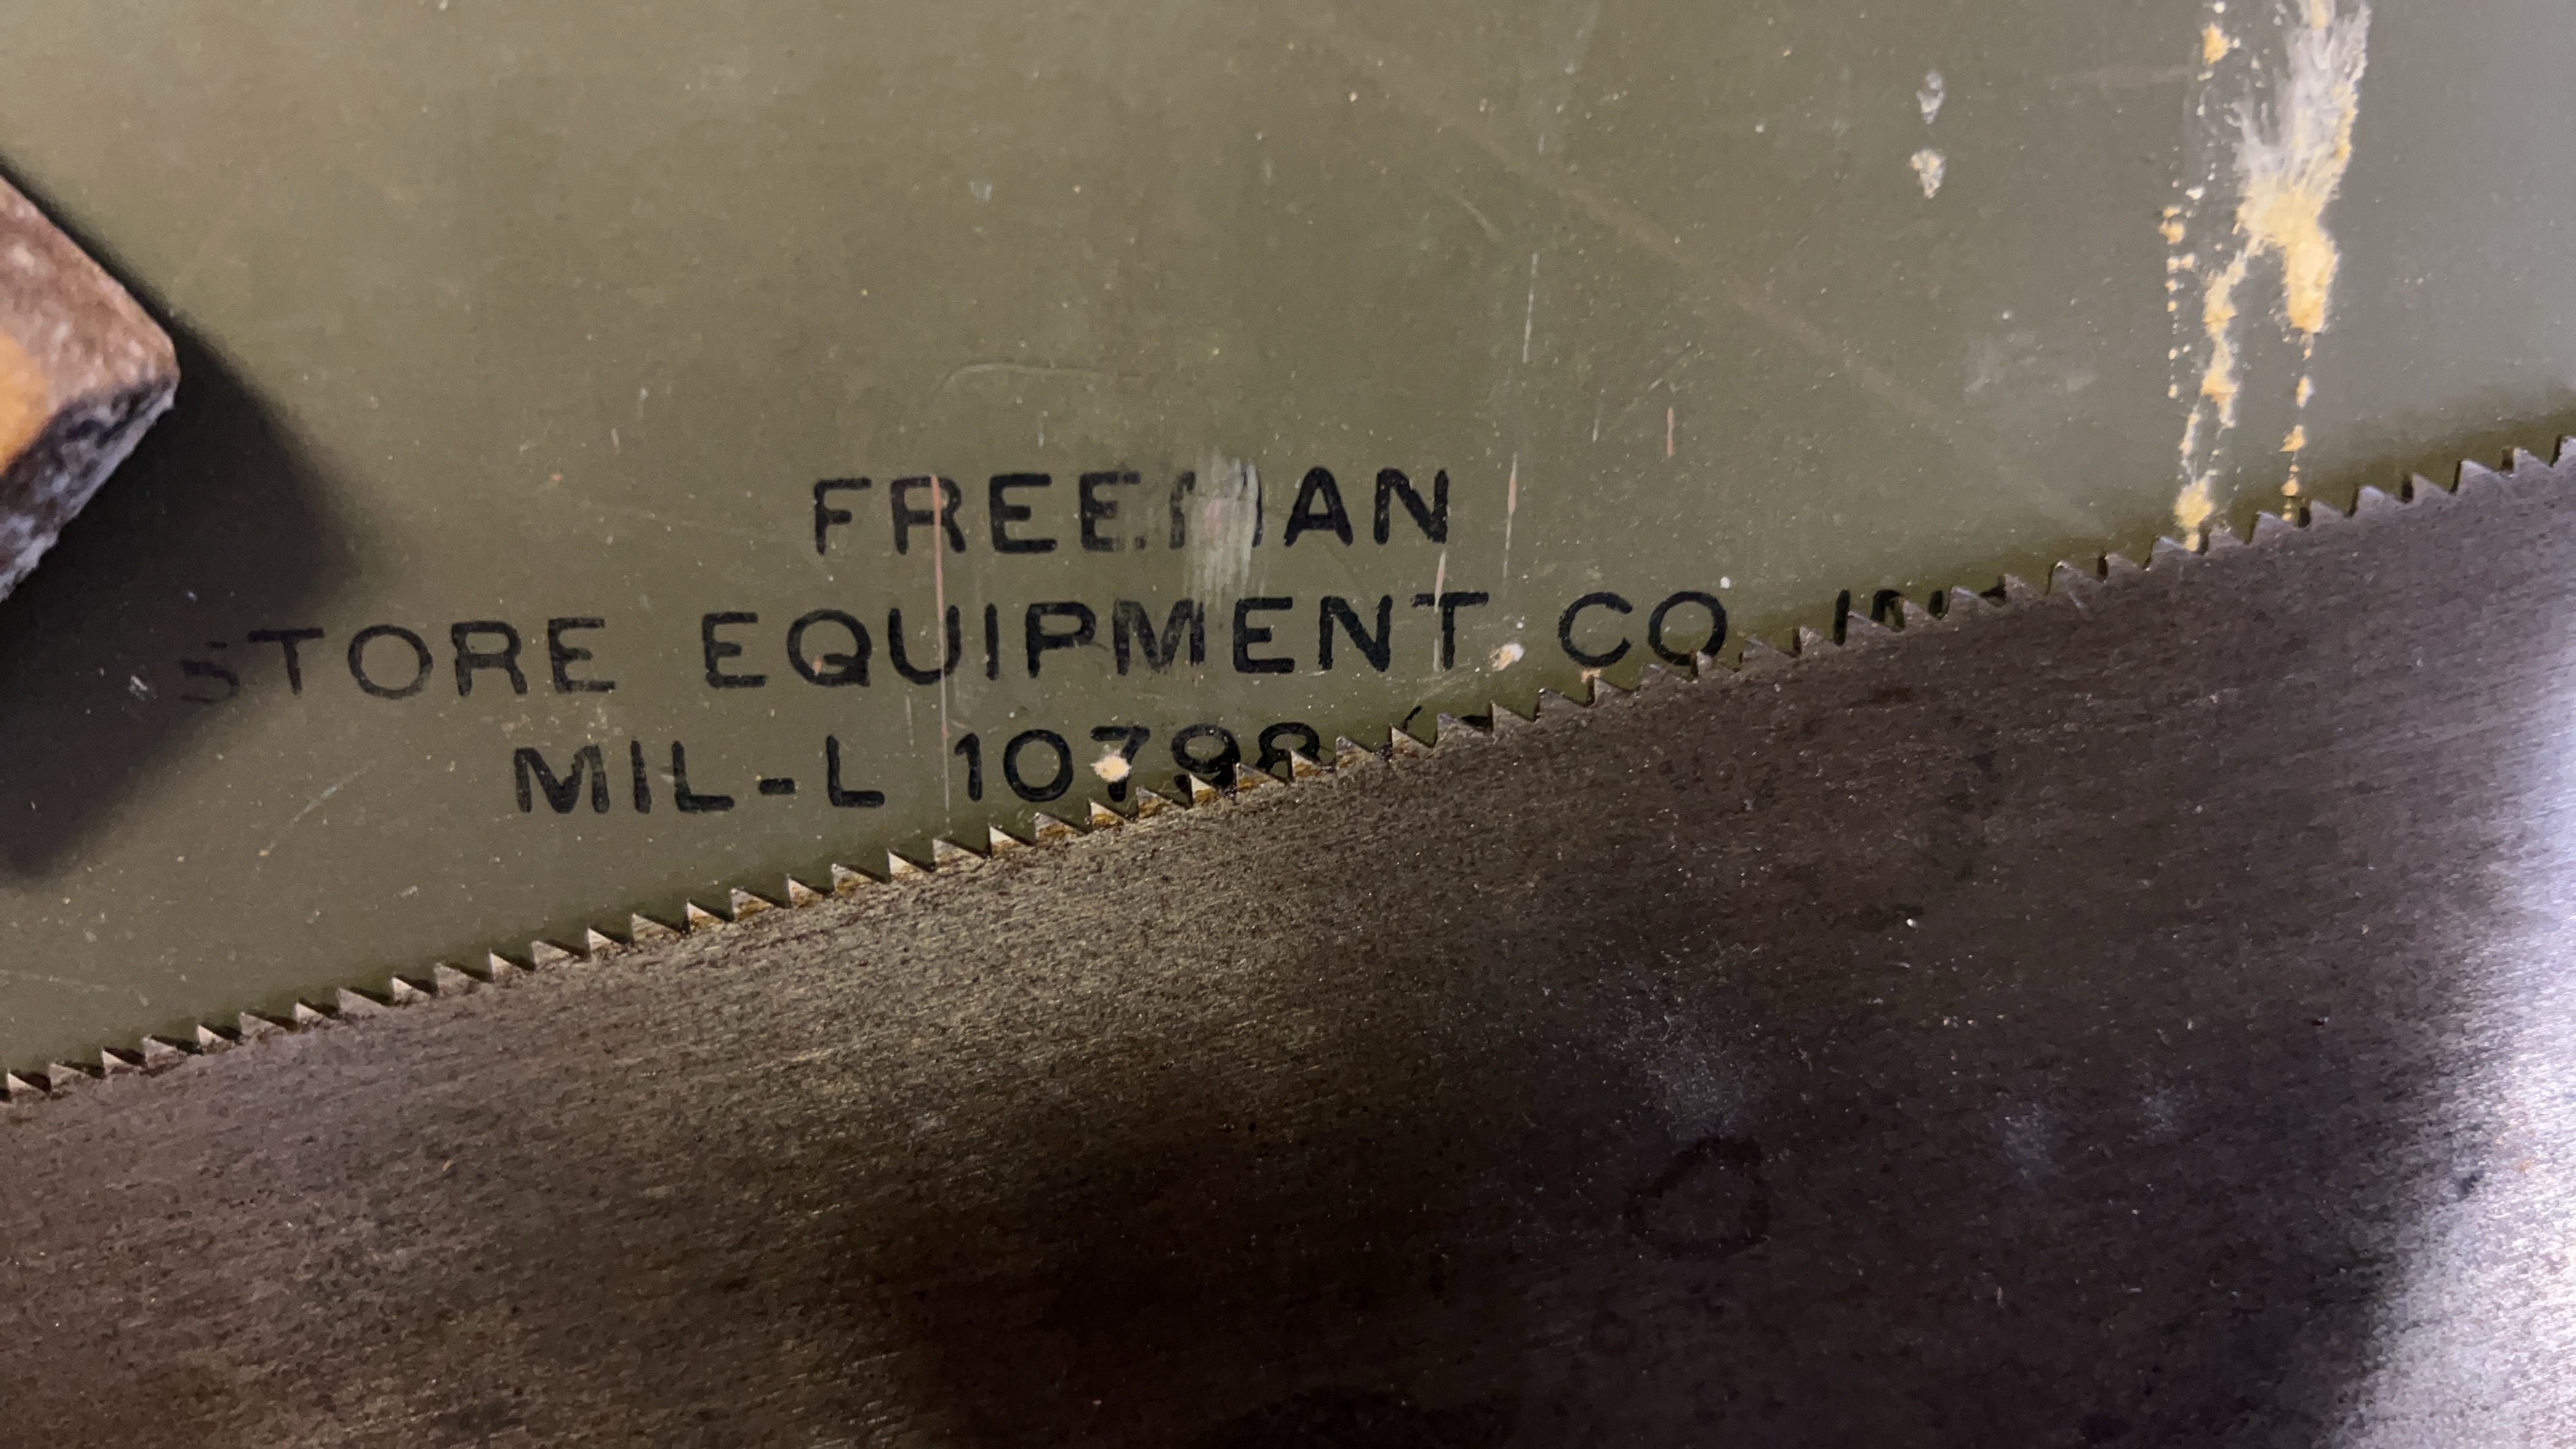 FREEMAN
STORE EQUIPMENT CO
MIL-L 10798